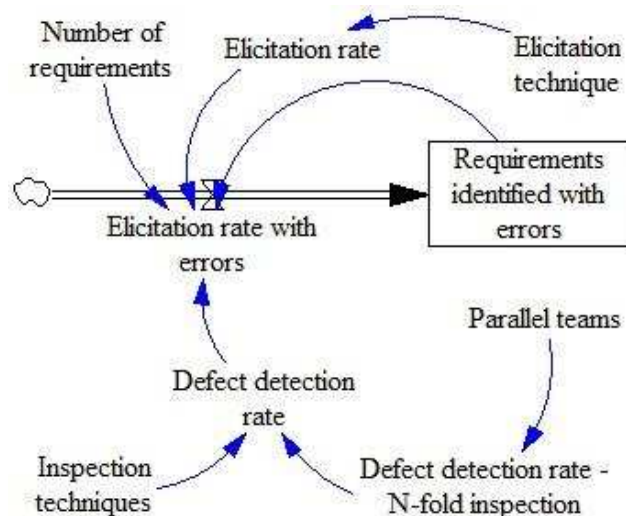 Number of
requirements
Elicitation rate
Elicitation
technique
Requirements
identified with
errors
Elicitation rate with
errors
Parallel teams
Defect detection
rate
Inspection
techniques
Defect detection rate -
N-fold inspection